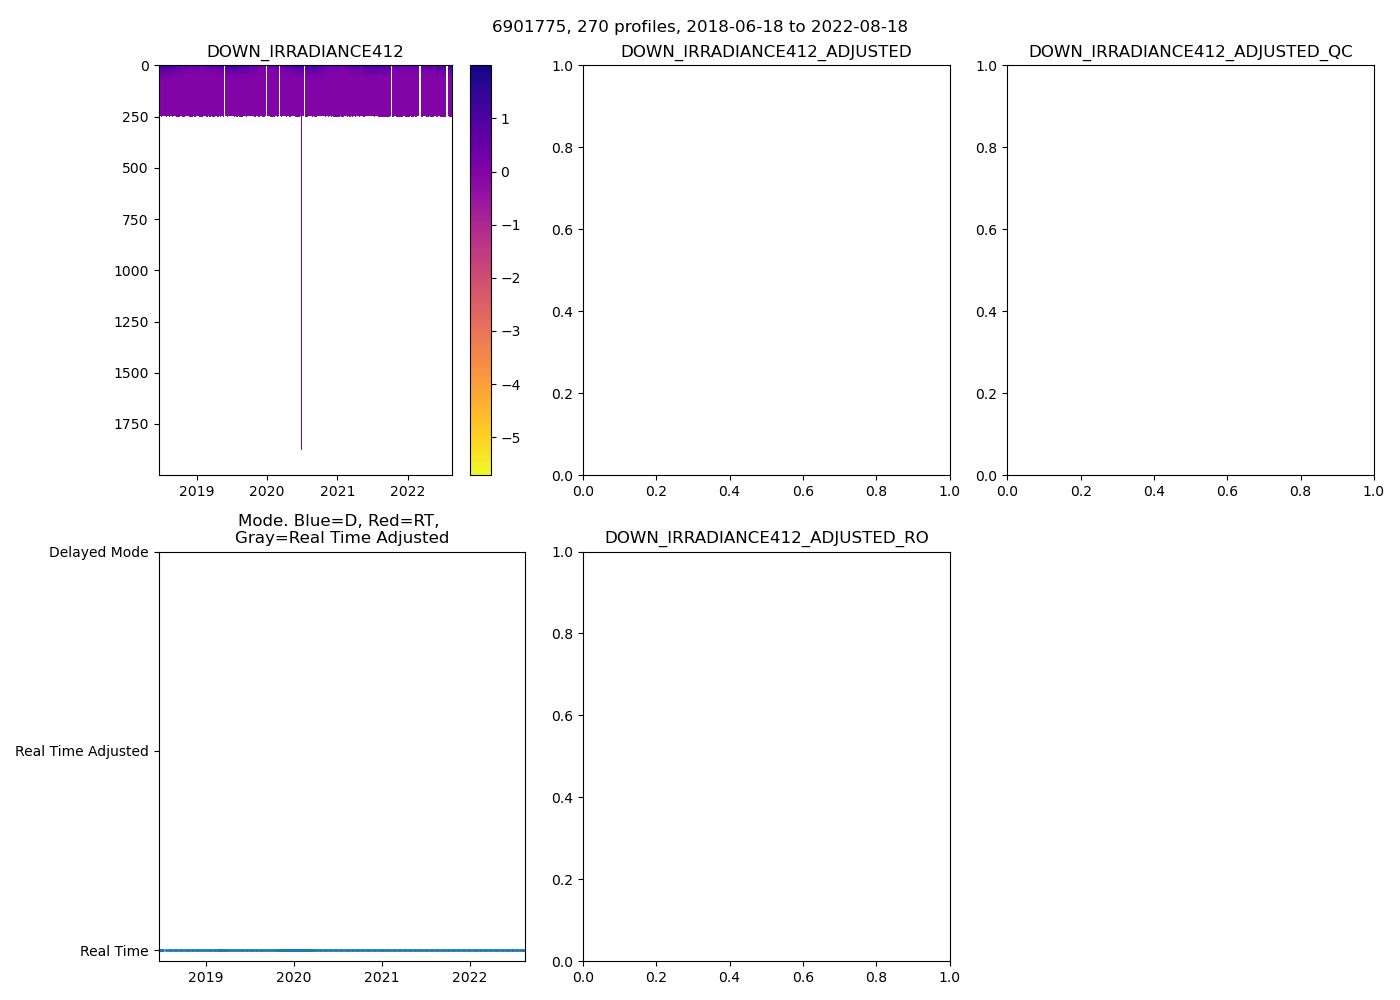 6901775, 270 profiles, 2018-06-18 to 2022-08-18
DOWN_IRRADIANCE412
0
250
500
750
1000
1250
1500
1750
2019 2020 2021 2022
1
0
−1
−2
−3
−4
−5
DOWN_IRRADIANCE412_ADJUSTED
1.0
0.8
0.6
0.4
0.2
0.0
0.0 0.2 0.4 0.6 0.8 1.0
DOWN_IRRADIANCE412_ADJUSTED_QC
1.0
0.8
0.6
0.4
0.2
0.0
0.0 0.2 0.4 0.6 0.8 1.0
Mode. Blue=D, Red=RT,
Gray=Real Time Adjusted
Delayed Mode
Real Time Adjusted
Real Time
2019 2020 2021 2022
DOWN_IRRADIANCE412_ADJUSTED_RO
1.0
0.8
0.6
0.4
0.2
0.0
0.0 0.2 0.4 0.6 0.8 1.0